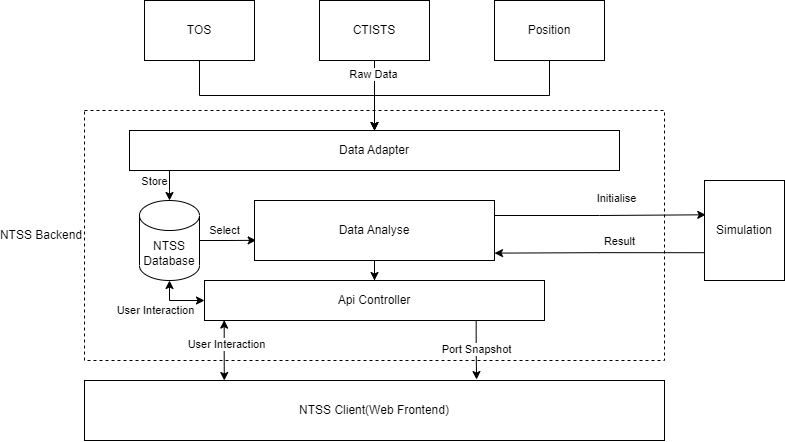 TOS
CTISTS
Position
Raw Data
Data Adapter
Store
Initialise
Select
Data Analyse
Simulation
NTSS Backend
Result
NTSS
Database
Api Controller
User Interaction
User Interaction
Port Snapshot
NTSS Client(Web Frontend)